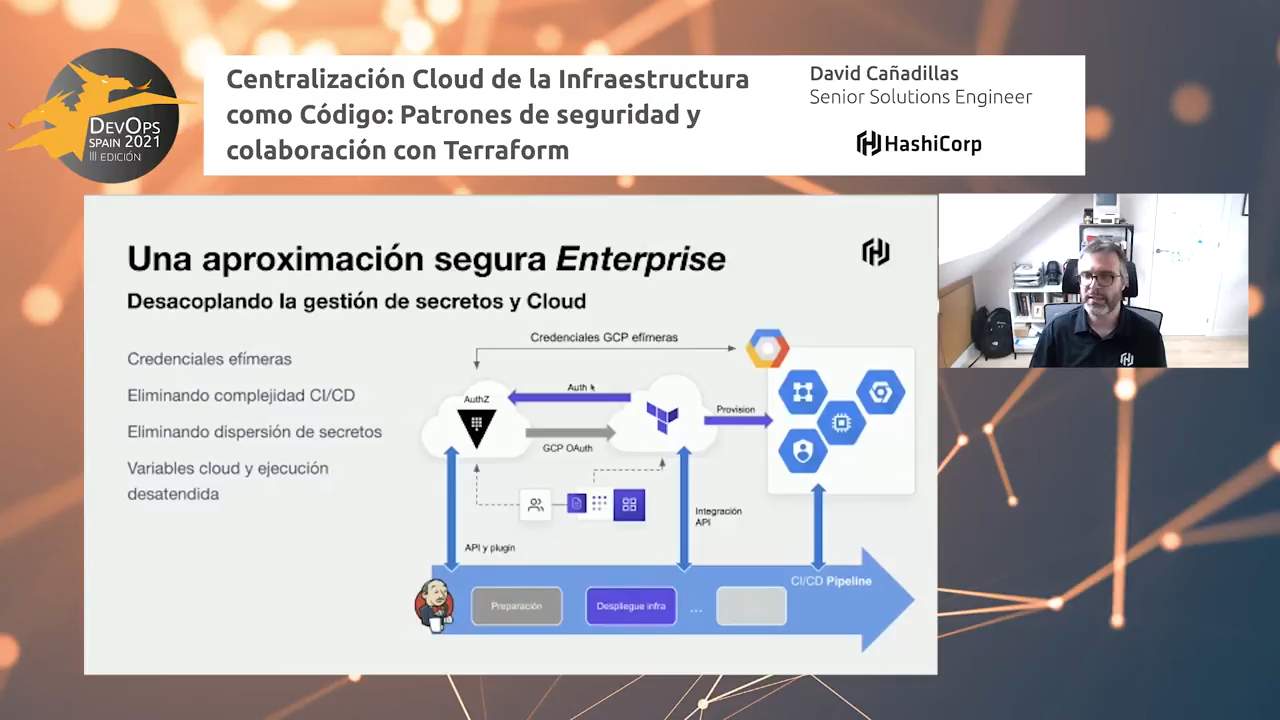 Centralización Cloud de la Infraestructura
como Código: Patrones de seguridad y
colaboración con Terraform
David Cañadillas
Senior Solutions Engineer
HashiCorp
DevOps
SPAIN 2021
III EDICIÓN
Una aproximación segura Enterprise
Desacoplando la gestión de secretos y Cloud
Credenciales efímeras
Eliminando complejidad CI/CD
Eliminando dispersión de secretos
Variables cloud y ejecución
desatendida
Credenciales GCP efímeras
AuthZ
Auth
Provision
GCP OAuth
Integración
API
API y plugin
CI/CD Pipeline
Preparación
Despliegue infra
...